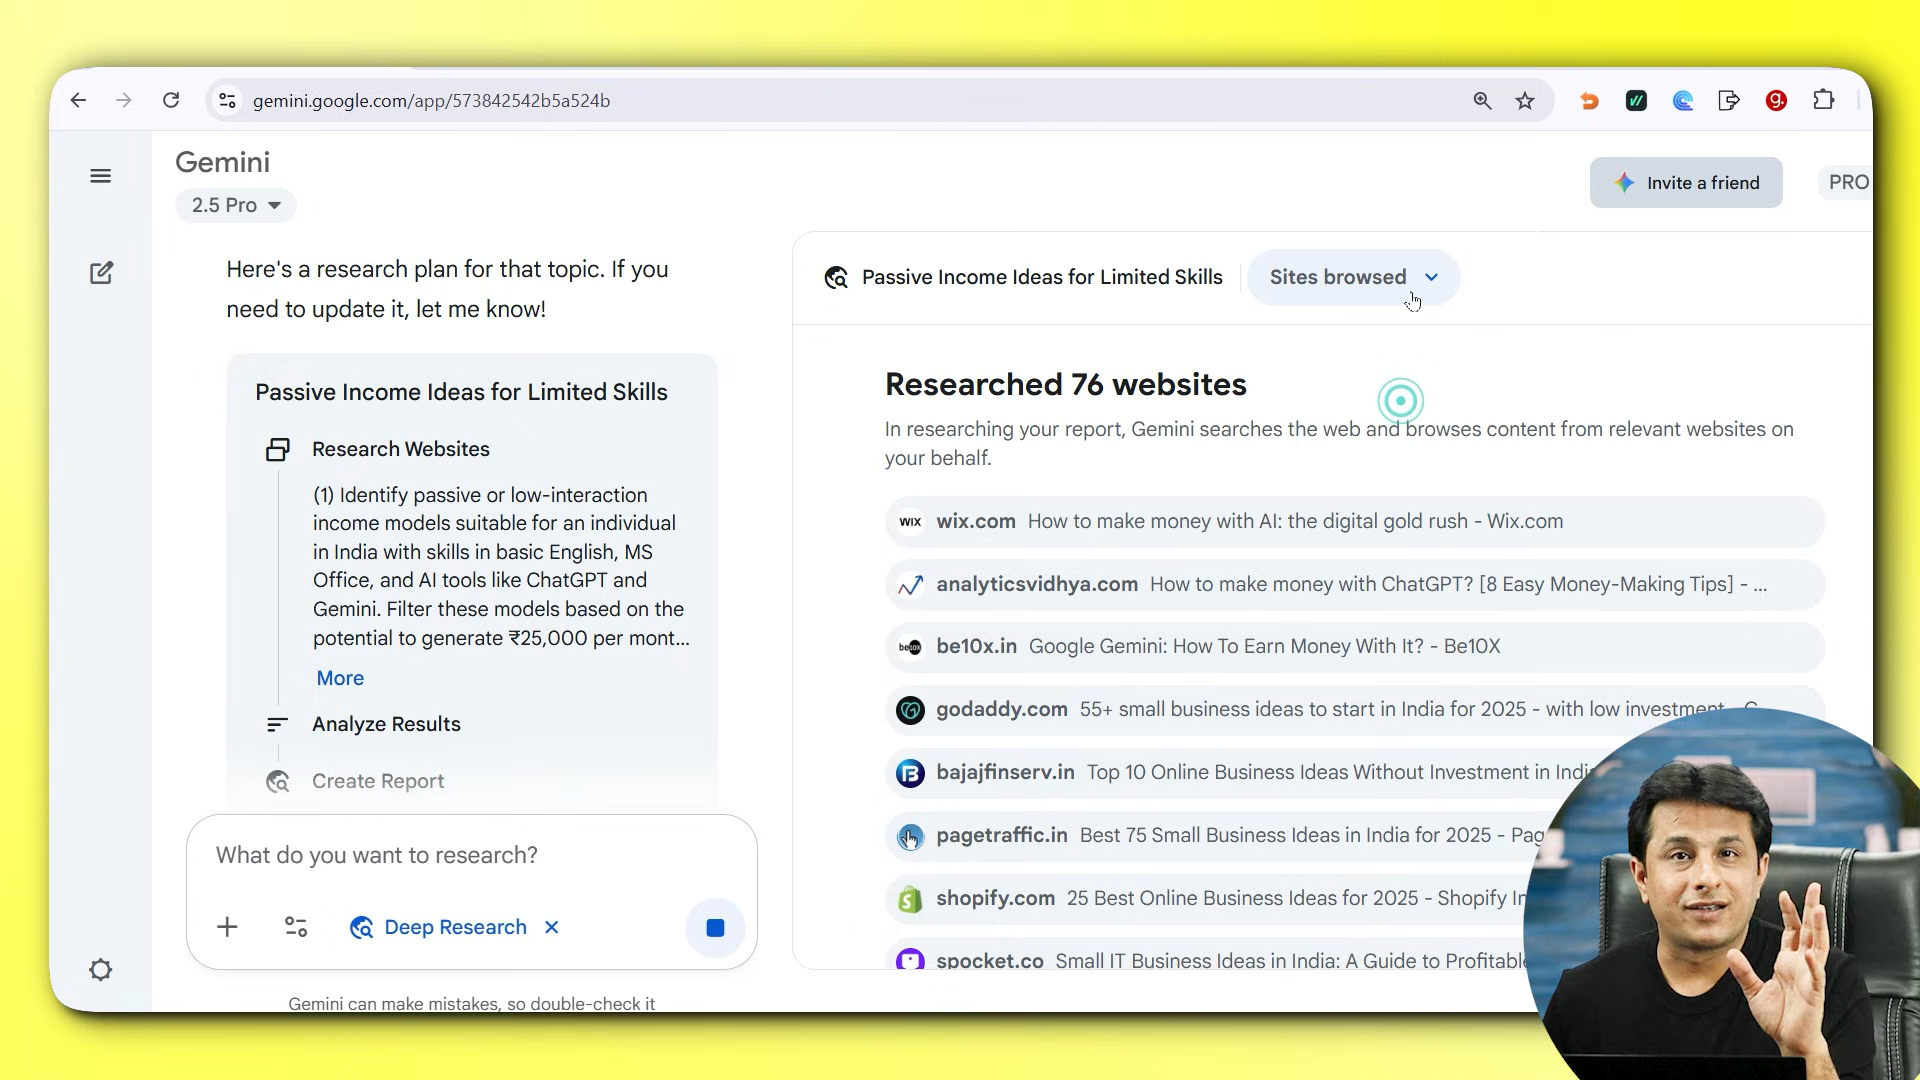 gemini.google.com/app/573842542b5a524b
Gemini
2.5 Pro
Invite a friend
PRO
Here's a research plan for that topic. If you
need to update it, let me know!
Passive Income Ideas for Limited Skills
Research Websites
(1) Identify passive or low-interaction
income models suitable for an individual
in India with skills in basic English, MS
Office, and AI tools like ChatGPT and
Gemini. Filter these models based on the
potential to generate ₹25,000 per mont...
More
Analyze Results
Create Report
What do you want to research?
Deep Research
Gemini can make mistakes, so double-check it
Passive Income Ideas for Limited Skills
Sites browsed
Researched 76 websites
In researching your report, Gemini searches the web and browses content from relevant websites on
your behalf.
WIX wix.com How to make money with AI: the digital gold rush - Wix.com
analyticsvidhya.com How to make money with ChatGPT? [8 Easy Money-Making Tips] - ...
be10x be10x.in Google Gemini: How To Earn Money With It? - Be10X
godaddy.com 55+ small business ideas to start in India for 2025 - with low investment - G
bajajfinserv.in Top 10 Online Business Ideas Without Investment in Indi
pagetraffic.in Best 75 Small Business Ideas in India for 2025 - Pag
shopify.com 25 Best Online Business Ideas for 2025 - Shopify In
spocket.co Small IT Business Ideas in India: A Guide to Profitable